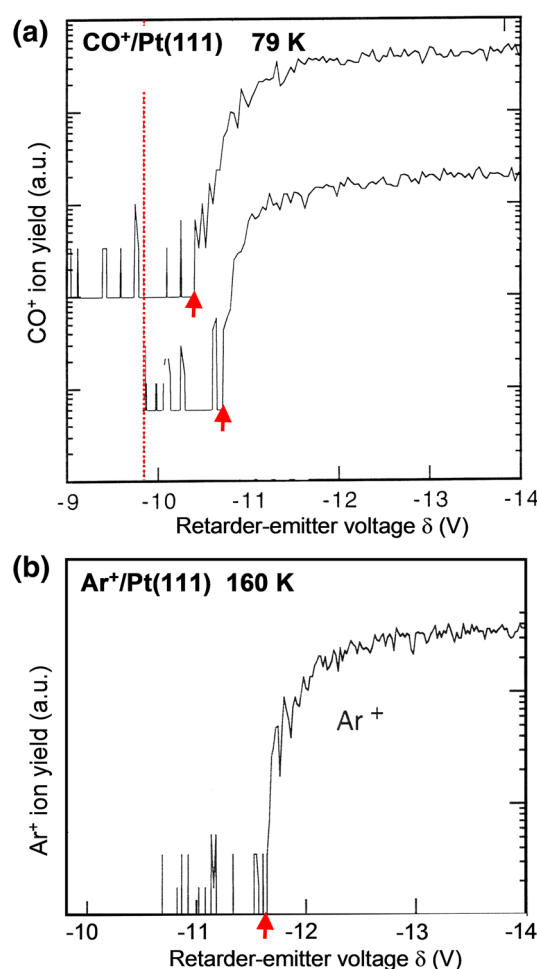 (a)
CO⁺/Pt(111) 79 K
CO⁺ ion yield (a.u.)
-9 -10 -11 -12 -13 -14
Retarder-emitter voltage δ (V)
(b)
Ar⁺/Pt(111) 160 K
Ar⁺
Ar⁺ ion yield (a.u.)
-10 -11 -12 -12 -14
Retarder-emitter voltage δ (V)